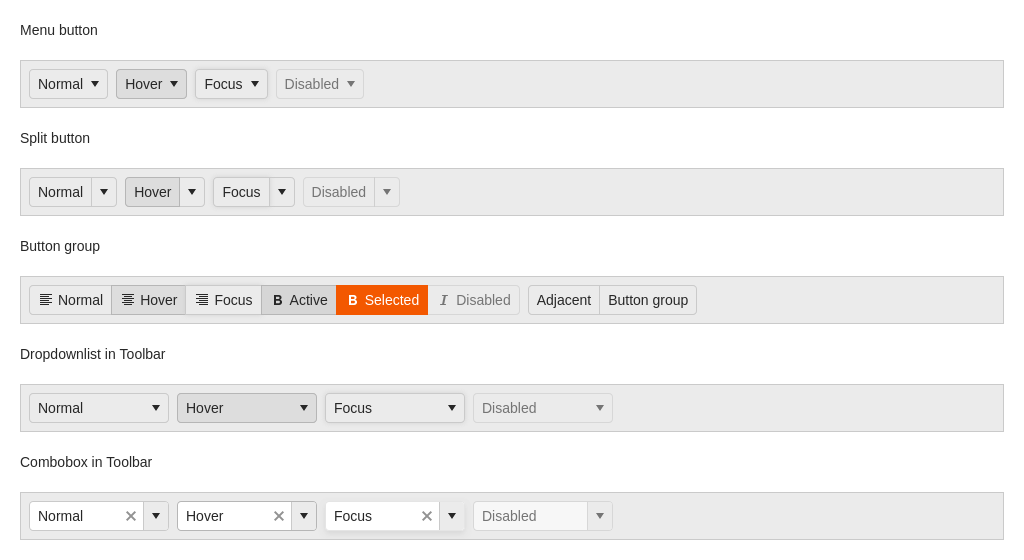 Menu button
Normal Hover Focus Disabled
Split button
Normal Hover Focus Disabled
Button group
Normal Hover Focus B Active B Selected I Disabled Adjacent Button group
Dropdownlist in Toolbar
Normal Hover Focus Disabled
Combobox in Toolbar
Normal Hover Focus Disabled